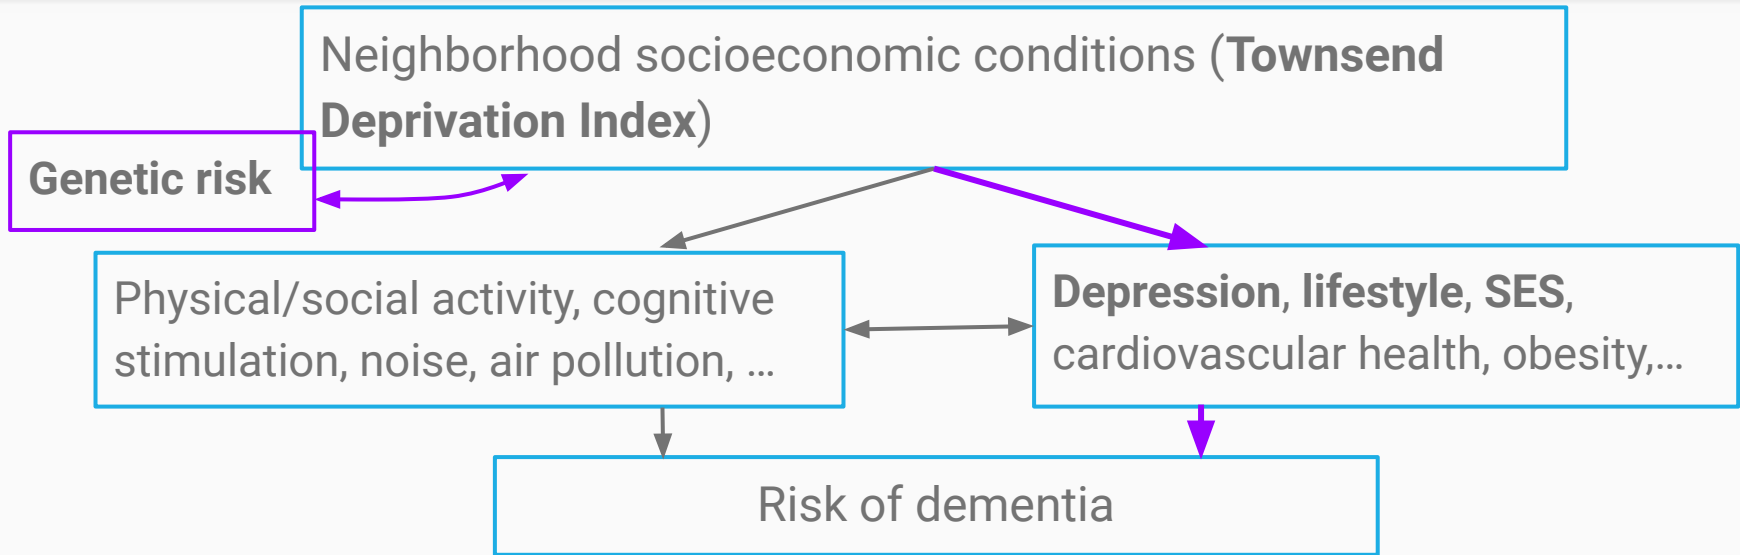 Neighborhood socioeconomic conditions (Townsend
Deprivation Index)
Genetic risk
Physical/social activity, cognitive
stimulation, noise, air pollution, ...
Depression, lifestyle, SES,
cardiovascular health, obesity,...
Risk of dementia